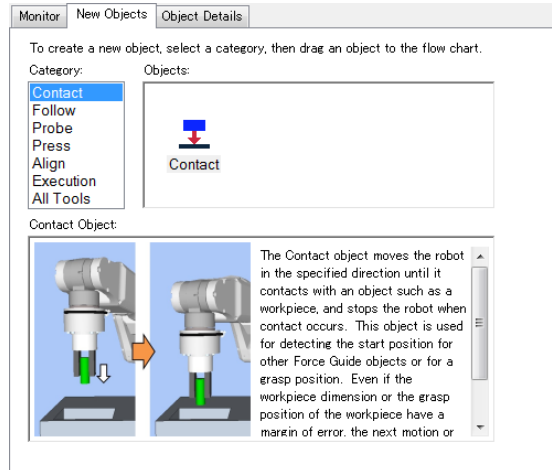 Monitor New Objects Object Details
To create a new object, select a category, then drag an object to the flow chart.
Category: Objects:
Contact
Follow
Probe
Press
Align
Execution
All Tools
Contact
Contact Object:
The Contact object moves the robot
in the specified direction until it
contacts with an object such as a
workpiece, and stops the robot when
contact occurs. This object is used
for detecting the start position for
other Force Guide objects or for a
grasp position. Even if the
workpiece dimension or the grasp
position of the workpiece have a
margin of error, the next motion or